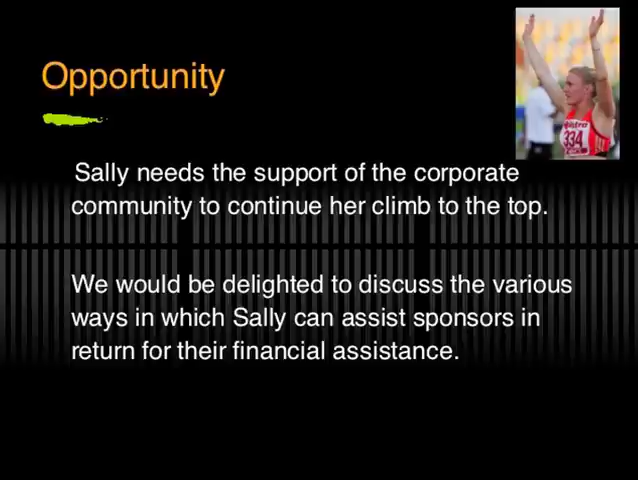 Opportunity
Sally needs the support of the corporate
community to continue her climb to the top.
We would be delighted to discuss the various
ways in which Sally can assist sponsors in
return for their financial assistance.
334